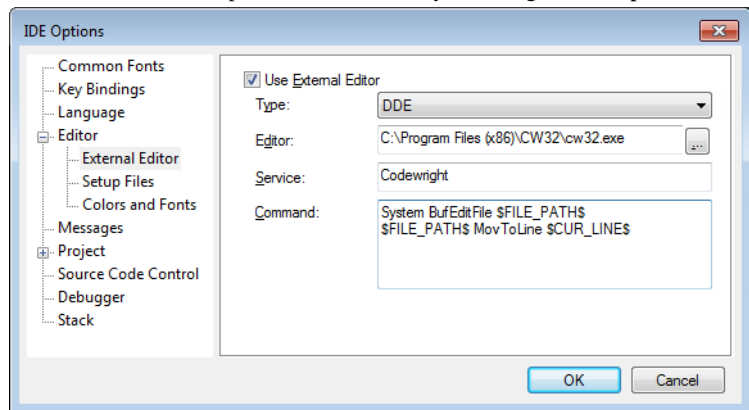 IDE Options
Common Fonts
Key Bindings
Language
Editor
External Editor
Setup Files
Colors and Fonts
Messages
Project
Source Code Control
Debugger
Stack
Use External Editor
Type:
DDE
Editor:
C:\Program Files (x86)\CW32\cw32.exe
...
Service:
Codewright
Command:
System BufEditFile $FILE_PATH$
$FILE_PATH$ MovToLine $CUR_LINE$
OK
Cancel